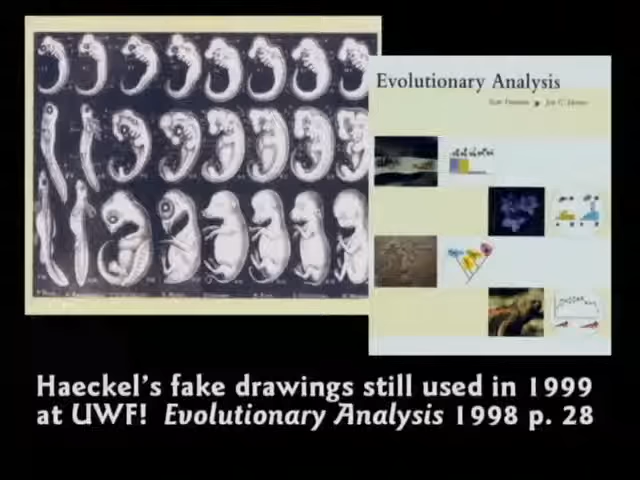 Evolutionary Analysis
Haeckel's fake drawings still used in 1999
at UWF! Evolutionary Analysis 1998 p. 28